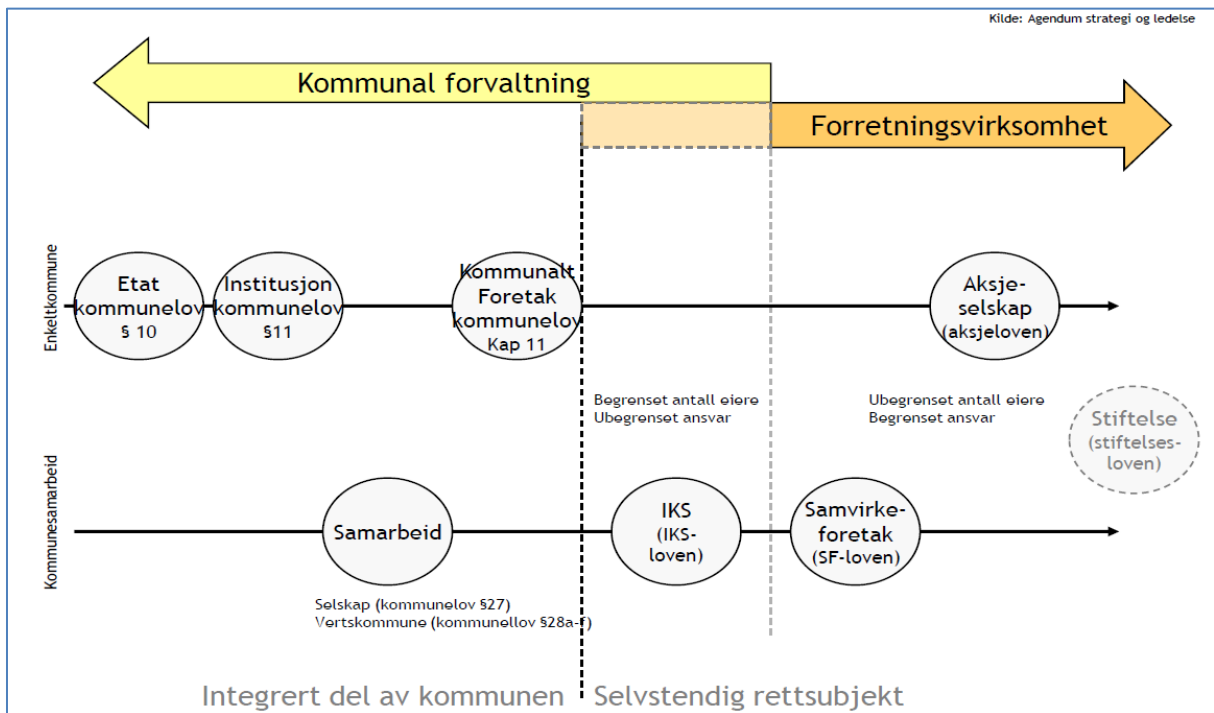 Kilde: Agendum strategi og ledelse
Kommunal forvaltning
Forretningsvirksomhet
Enkeltkommune
Etat
kommunelov
§ 10
Institusjon
kommunelov
§11
Kommunalt
Foretak
kommunelov
Kap 11
Aksje-
selskap
(aksjeloven)
Begrenset antall eiere
Ubegrenset ansvar
Ubegrenset antall eiere
Begrenset ansvar
Stiftelse
(stiftelses-
loven)
Kommunesamarbeid
Samarbeid
IKS
(IKS-
loven)
Samvirke-
foretak
(SF-loven)
Selskap (kommunelov §27)
Vertskommune (kommunellov §28a-f)
Integrert del av kommunen
Selvstendig rettsubjekt